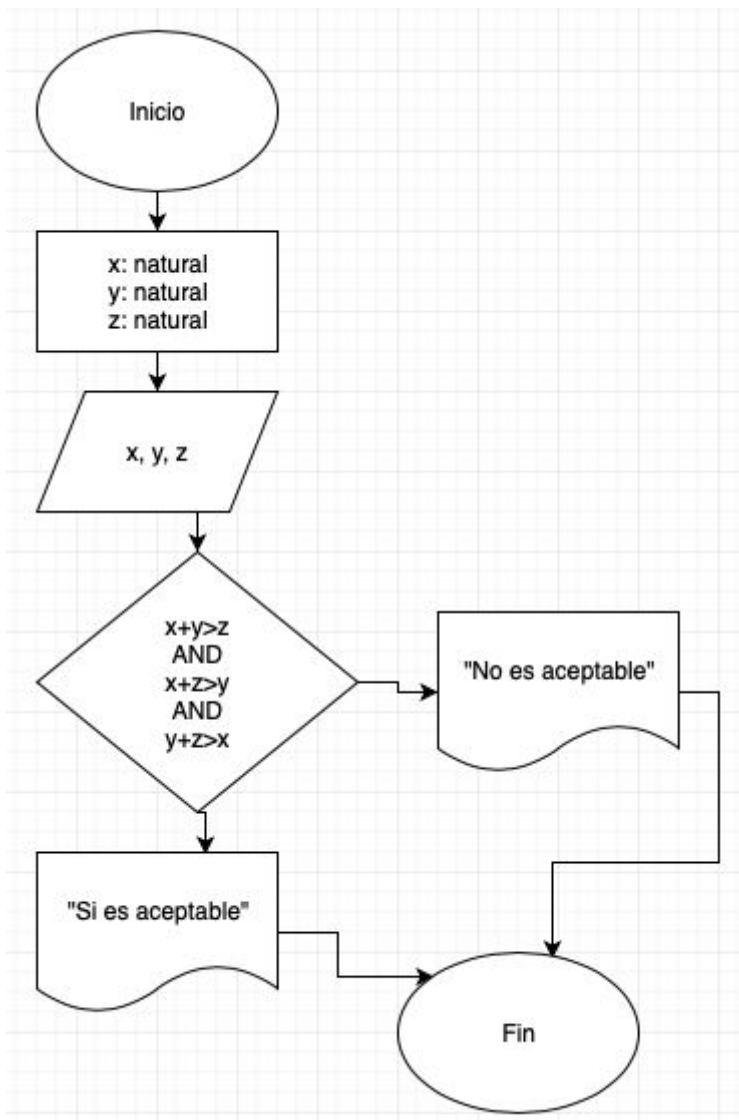 Inicio
x: natural
y: natural
z: natural
x, y, z
x+y>z
AND
x+z>y
AND
y+z>x
"No es aceptable"
"Si es aceptable"
Fin